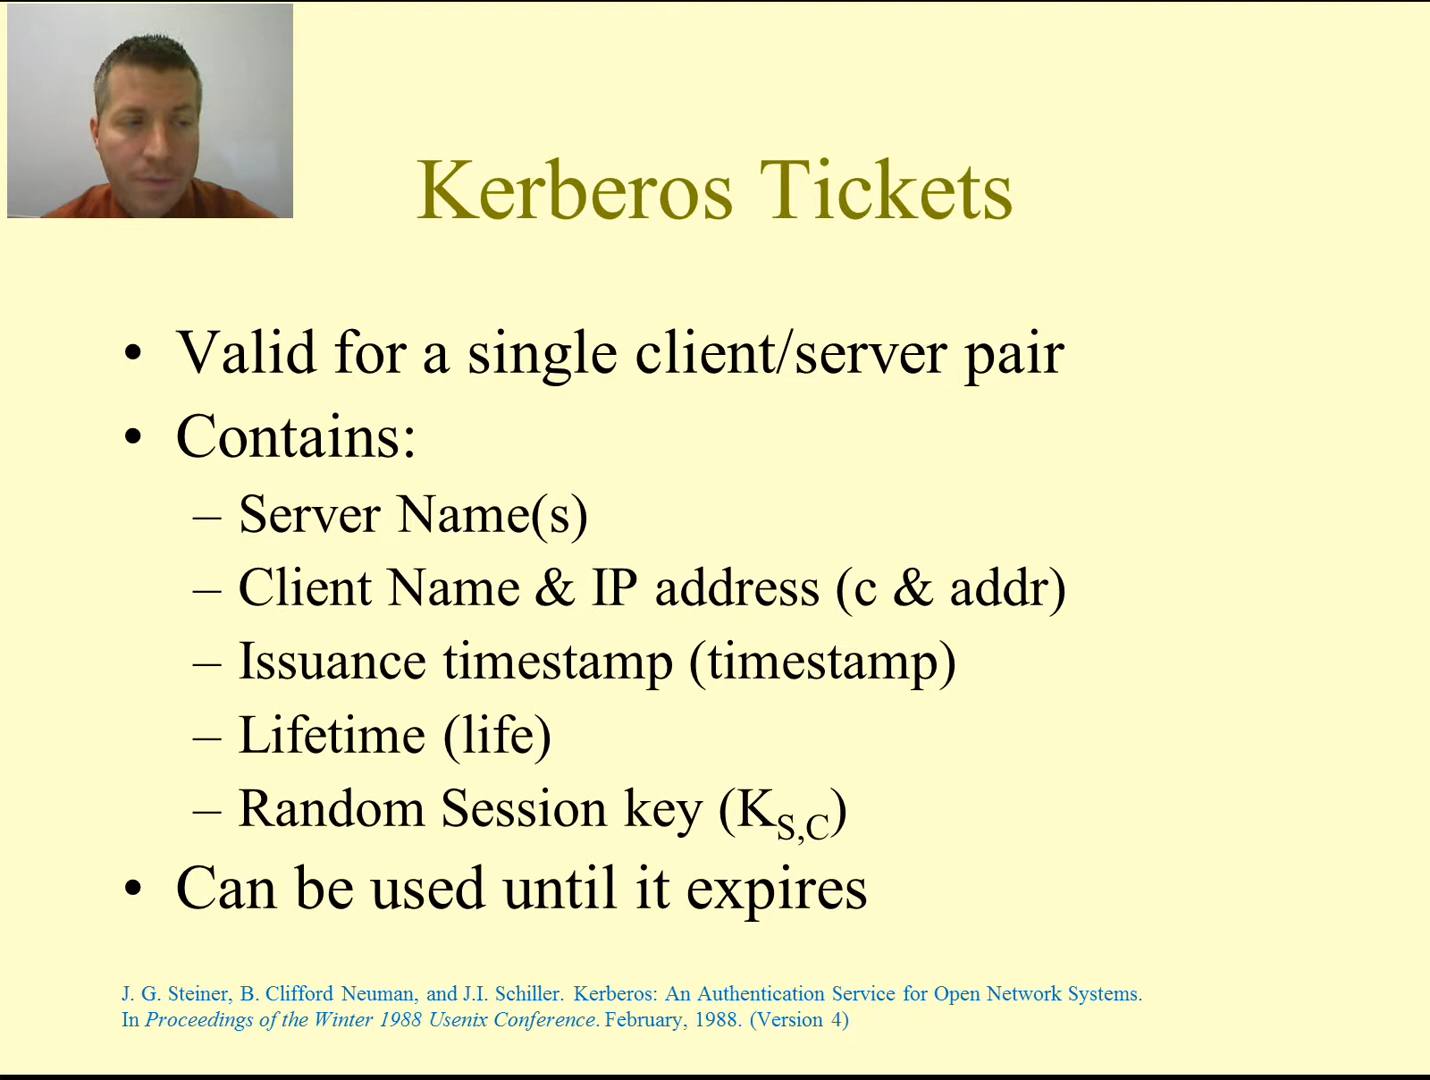 Kerberos Tickets
• Valid for a single client/server pair
• Contains:
– Server Name(s)
– Client Name & IP address (c & addr)
– Issuance timestamp (timestamp)
– Lifetime (life)
– Random Session key (K_S,C)
• Can be used until it expires
J. G. Steiner, B. Clifford Neuman, and J.I. Schiller. Kerberos: An Authentication Service for Open Network Systems.
In Proceedings of the Winter 1988 Usenix Conference. February, 1988. (Version 4)